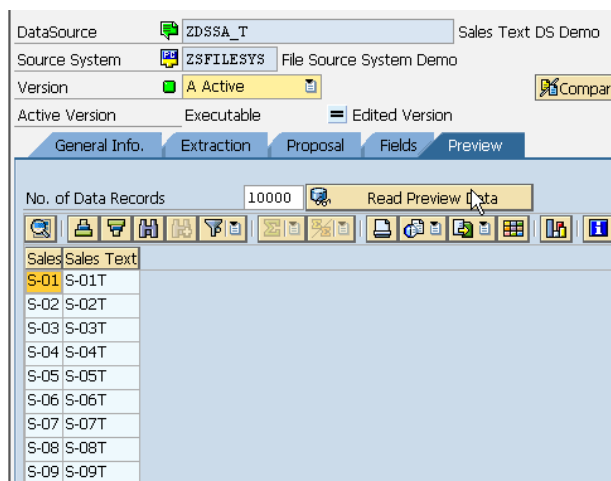 DataSource ZDSSA_T Sales Text DS Demo
Source System ZSFILESYS File Source System Demo
Version A Active Compar
Active Version Executable = Edited Version
General Info. Extraction Proposal Fields Preview
No. of Data Records 10000 Read Preview Data
Sales Sales Text
S-01 S-01T
S-02 S-02T
S-03 S-03T
S-04 S-04T
S-05 S-05T
S-06 S-06T
S-07 S-07T
S-08 S-08T
S-09 S-09T